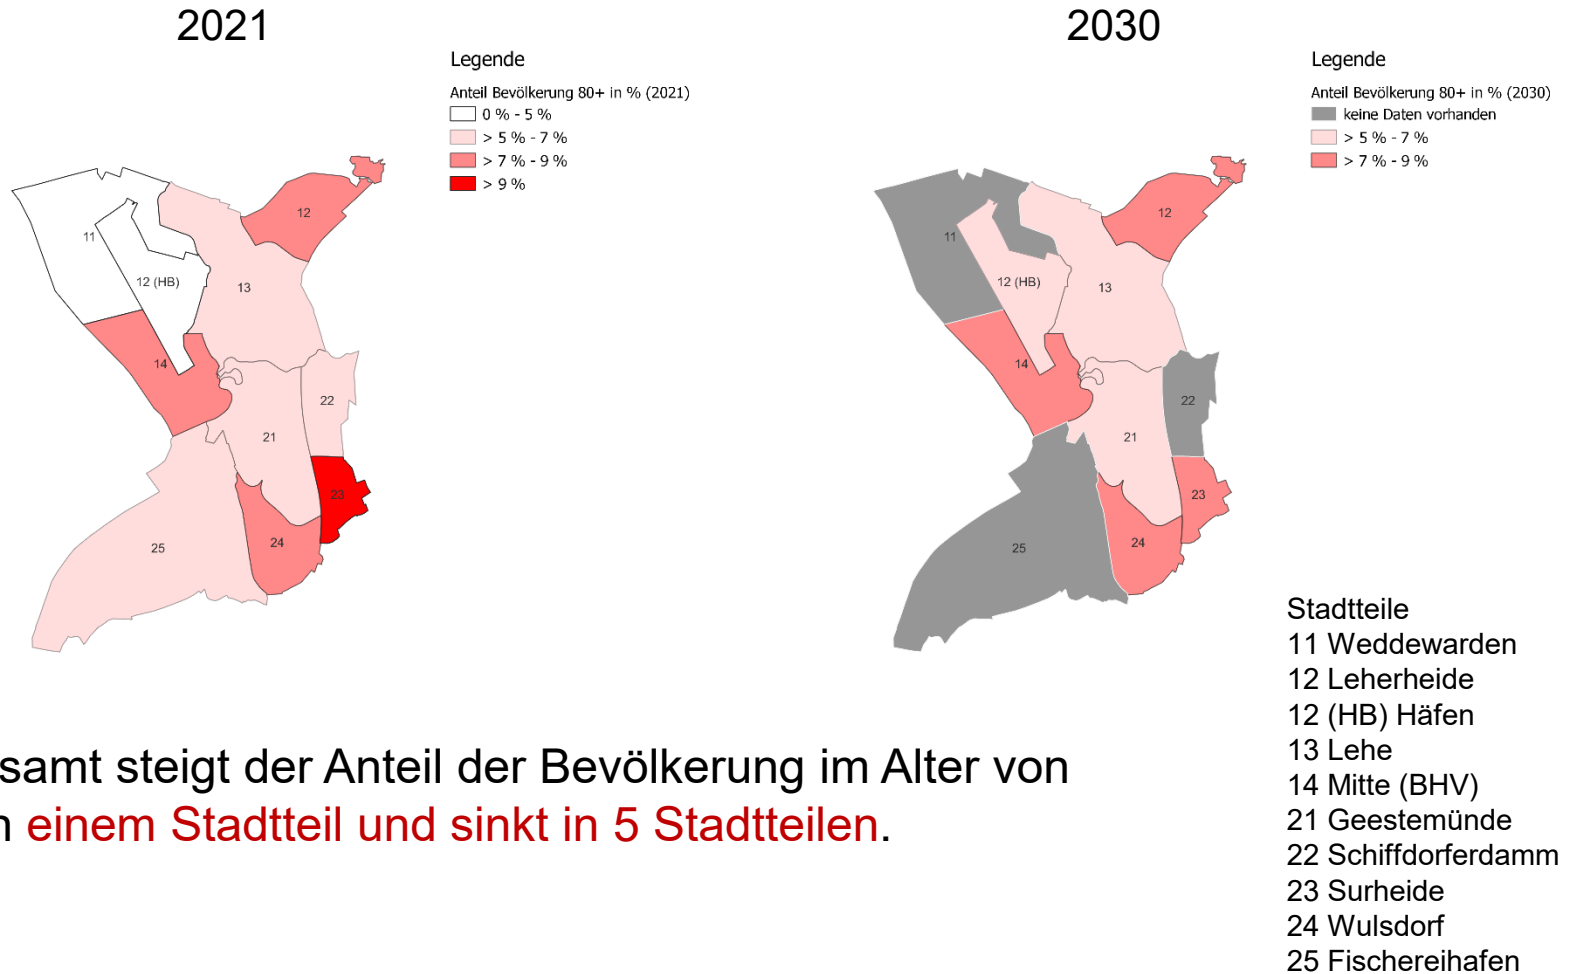 2021
Legende
Anteil Bevölkerung 80+ in % (2021)
0 % - 5 %
> 5 % - 7 %
> 7 % - 9 %
> 9 %
11
12
12 (HB)
13
14
22
21
23
24
25
2030
Legende
Anteil Bevölkerung 80+ in % (2030)
keine Daten vorhanden
> 5 % - 7 %
> 7 % - 9 %
12
11
12 (HB)
13
14
22
21
23
24
25
Stadtteile
11 Weddewarden
12 Leherheide
12 (HB) Häfen
13 Lehe
14 Mitte (BHV)
21 Geestemünde
22 Schiffdorferdamm
23 Surheide
24 Wulsdorf
25 Fischereihafen
samt steigt der Anteil der Bevölkerung im Alter von
n einem Stadtteil und sinkt in 5 Stadtteilen.